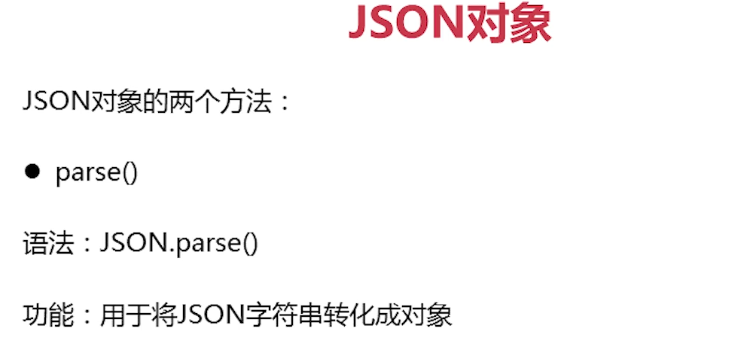 JSON对象
JSON对象的两个方法：
● parse()
语法：JSON.parse()
功能：用于将JSON字符串转化成对象